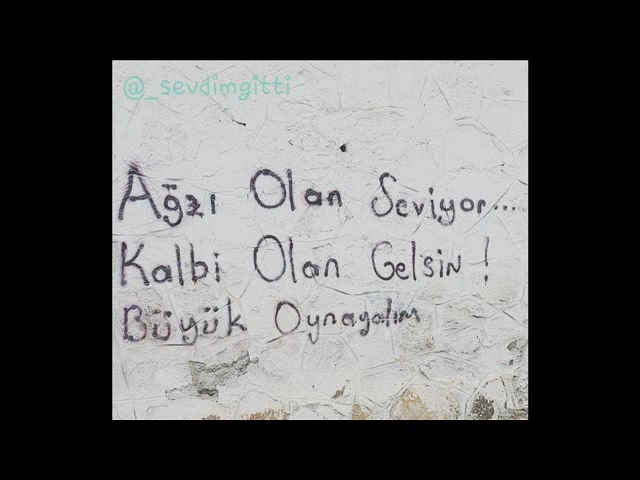 @_sevdimgitti
Ağzı Olan Seviyor...
Kalbi Olan Gelsin!
Büyük Oynayalım